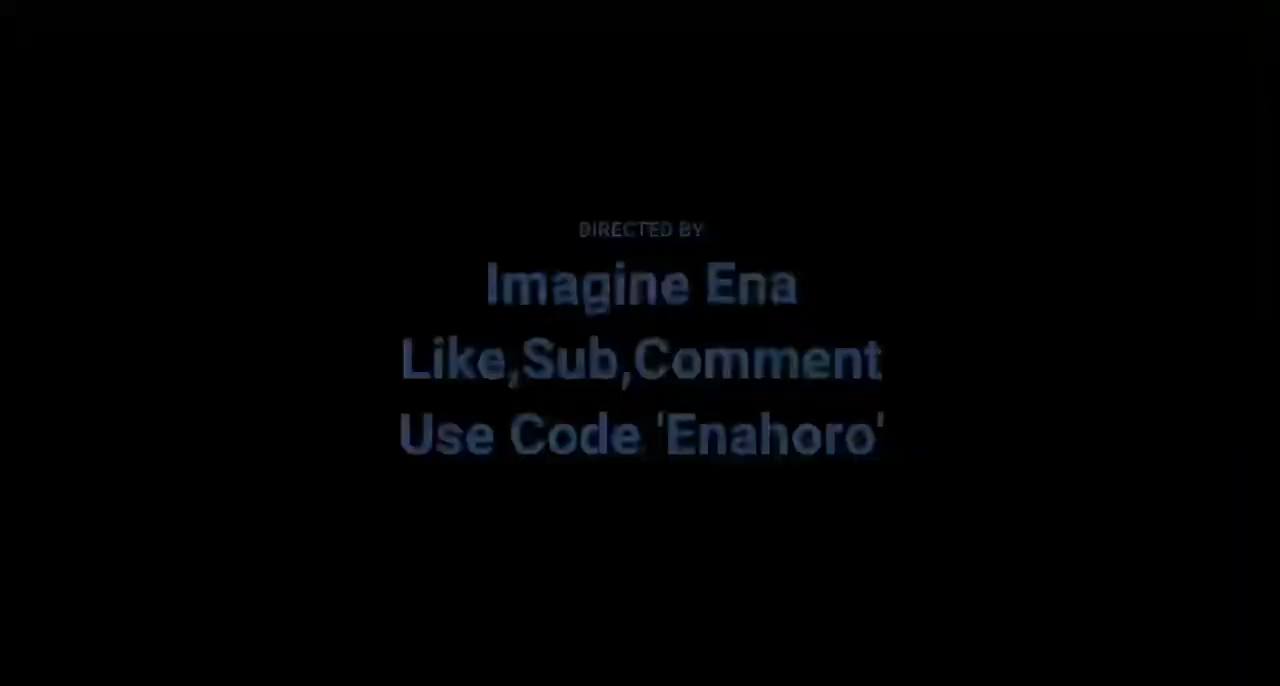 DIRECTED BY
Imagine Ena
Like,Sub,Comment
Use Code 'Enahoro'